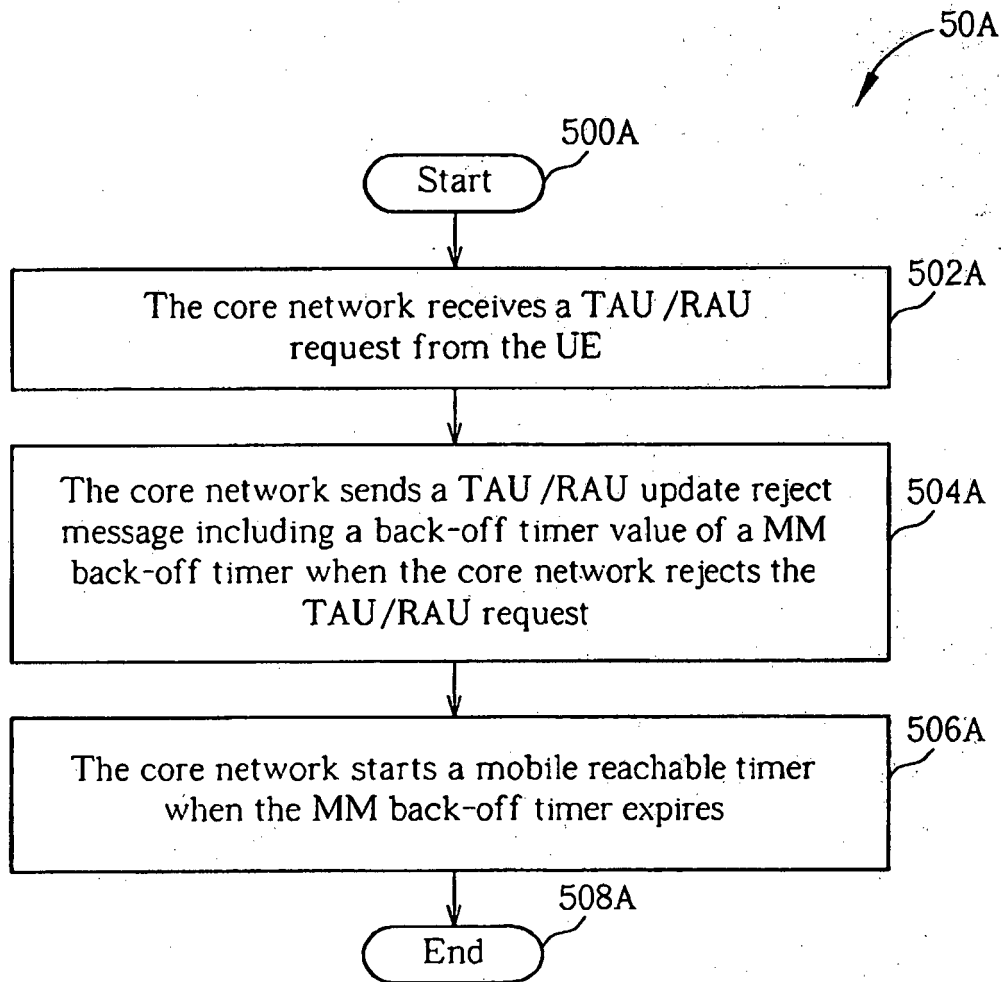 50A
500A
Start
502A
The core network receives a TAU/RAU
request from the UE
504A
The core network sends a TAU/RAU update reject
message including a back-off timer value of a MM
back-off timer when the core network rejects the
TAU/RAU request
506A
The core network starts a mobile reachable timer
when the MM back-off timer expires
508A
End